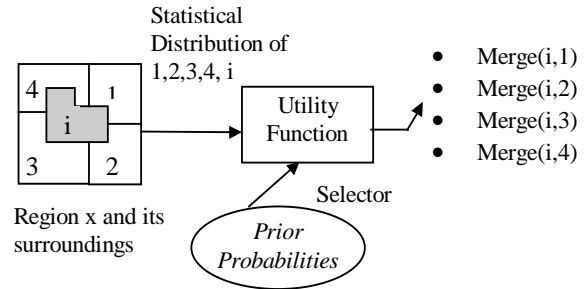 Statistical
Distribution of
1,2,3,4, i
4
1
i
3
2
Region x and its
surroundings
Utility
Function
Selector
Prior
Probabilities
• Merge(i,1)
• Merge(i,2)
• Merge(i,3)
• Merge(i,4)